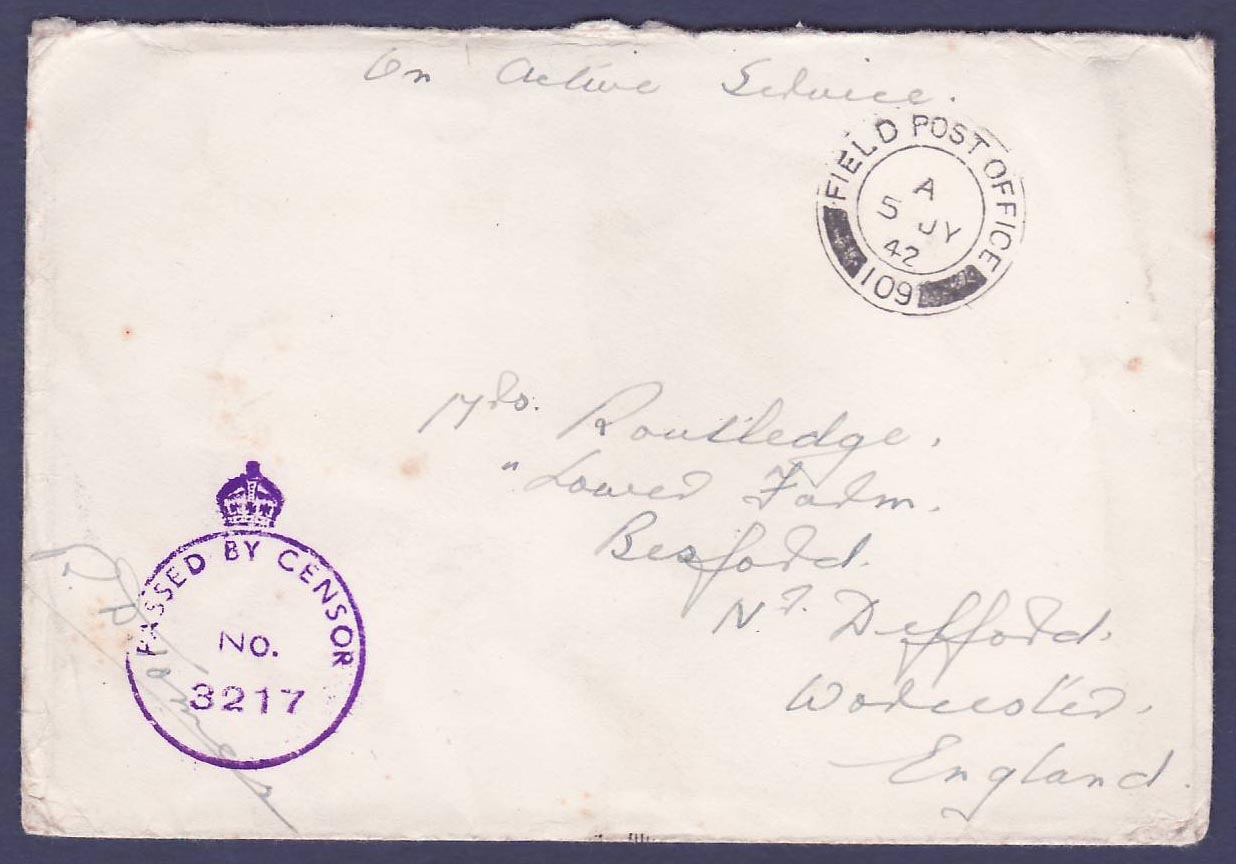 On Active Service.
FIELD POST OFFICE
A
5 JY
42
109
Mrs. Routledge.
"Lower Farm.
Besford.
Nr. Defford.
Worcester.
England.
PASSED BY CENSOR
No.
3217